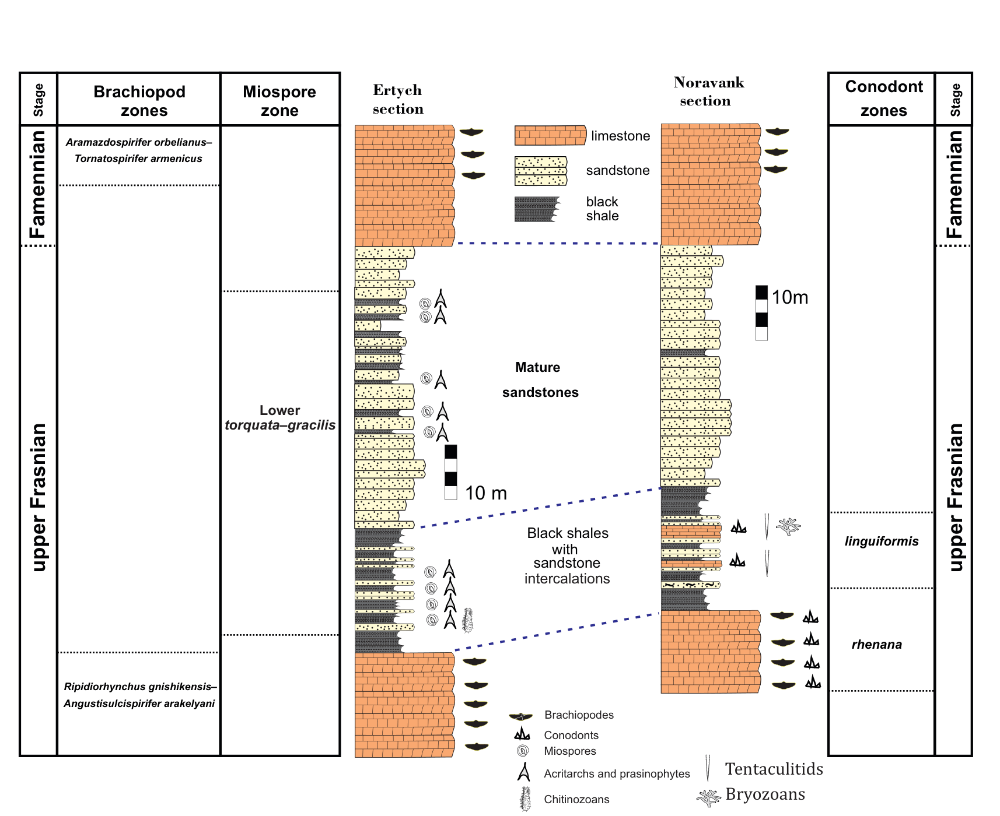 Stage
Brachiopod
zones
Miospore
zone
Ertych
section
Noravank
section
Conodont
zones
Stage
Famennian
Aramazdospirifer orbelianus–
Tornatospirifer armenicus
limestone
sandstone
black
shale
Famennian
10m
Mature
sandstones
Lower
torquata–gracilis
upper Frasnian
upper Frasnian
10 m
Black shales
with
sandstone
intercalations
linguiformis
rhenana
Ripidiorhynchus gnishikensis–
Angustisulcispirifer arakelyani
Brachiopodes
Conodonts
Miospores
Acritarchs and prasinophytes
Chitinozoans
Tentaculitids
Bryozoans